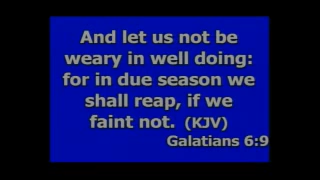 And let us not be
weary in well doing:
for in due season we
shall reap, if we
faint not. (KJV)
Galatians 6:9